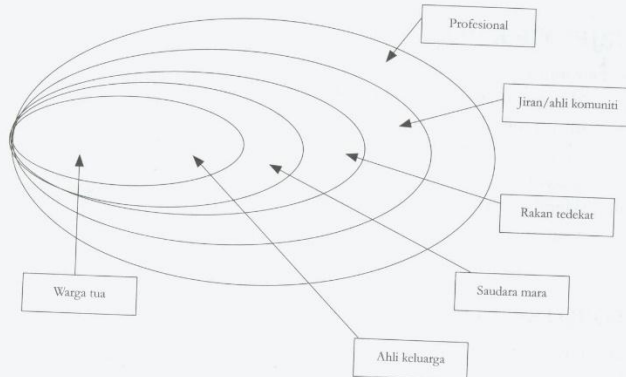 Profesional
Jiran/ahli komuniti
Rakan tedekat
Saudara mara
Warga tua
Ahli keluarga